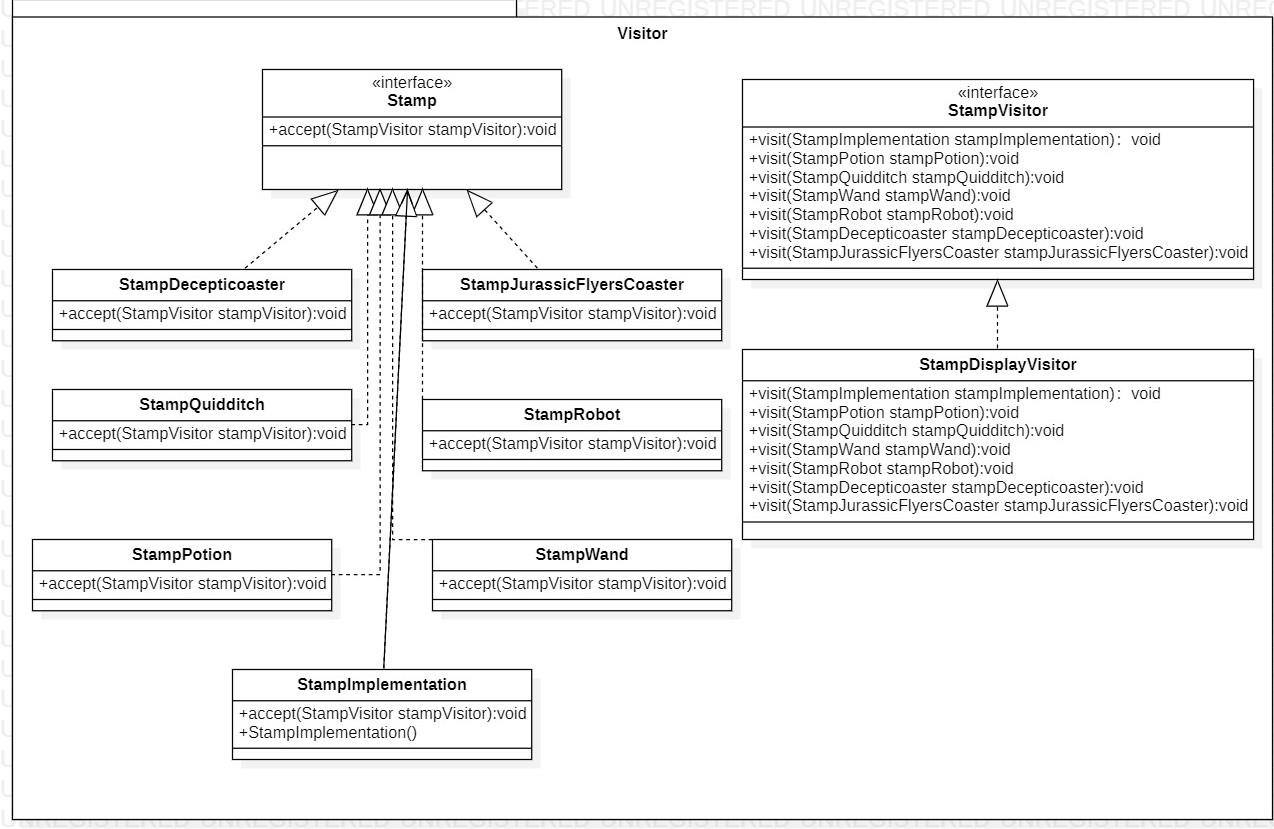 ERED UNREGISTERED UNREGISTERED UNREGISTERED UNREG
Visitor
«interface»
Stamp
+accept(StampVisitor stampVisitor):void
«interface»
StampVisitor
+visit(StampImplementation stampImplementation): void
+visit(StampPotion stampPotion):void
+visit(StampQuidditch stampQuidditch):void
+visit(StampWand stampWand):void
+visit(StampRobot stampRobot):void
+visit(StampDecepticoaster stampDecepticoaster):void
+visit(StampJurassicFlyersCoaster stampJurassicFlyersCoaster):void
StampDecepticoaster
+accept(StampVisitor stampVisitor):void
StampJurassicFlyersCoaster
+accept(StampVisitor stampVisitor):void
StampDisplayVisitor
+visit(StampImplementation stampImplementation): void
+visit(StampPotion stampPotion):void
+visit(StampQuidditch stampQuidditch):void
+visit(StampWand stampWand):void
+visit(StampRobot stampRobot):void
+visit(StampDecepticoaster stampDecepticoaster):void
+visit(StampJurassicFlyersCoaster stampJurassicFlyersCoaster):void
StampQuidditch
+accept(StampVisitor stampVisitor):void
StampRobot
+accept(StampVisitor stampVisitor):void
StampPotion
+accept(StampVisitor stampVisitor):void
StampWand
+accept(StampVisitor stampVisitor):void
StampImplementation
+accept(StampVisitor stampVisitor):void
+StampImplementation()